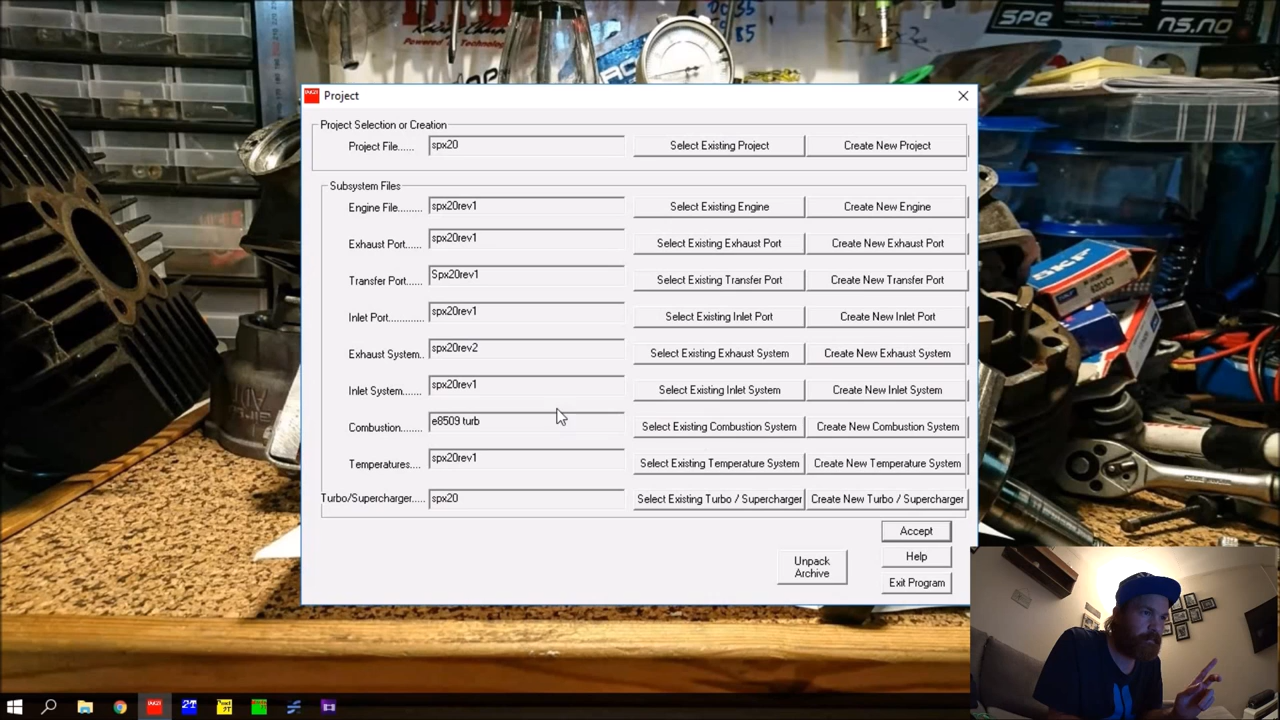 SPE
ns.no
Powered
Project
Project Selection or Creation
Project File...... spx20 Select Existing Project Create New Project
Subsystem Files
Engine File........ spx20rev1 Select Existing Engine Create New Engine
Exhaust Port..... spx20rev1 Select Existing Exhaust Port Create New Exhaust Port
Transfer Port..... Spx20rev1 Select Existing Transfer Port Create New Transfer Port
Inlet Port............ spx20rev1 Select Existing Inlet Port Create New Inlet Port
Exhaust System.. spx20rev2 Select Existing Exhaust System Create New Exhaust System
Inlet System....... spx20rev1 Select Existing Inlet System Create New Inlet System
Combustion........ e8509 turb Select Existing Combustion System Create New Combustion System
Temperatures.... spx20rev1 Select Existing Temperature System Create New Temperature System
Turbo/Supercharger..... spx20 Select Existing Turbo / Supercharger Create New Turbo / Supercharger
Accept
Unpack Archive
Help
Exit Program
SKF
2T